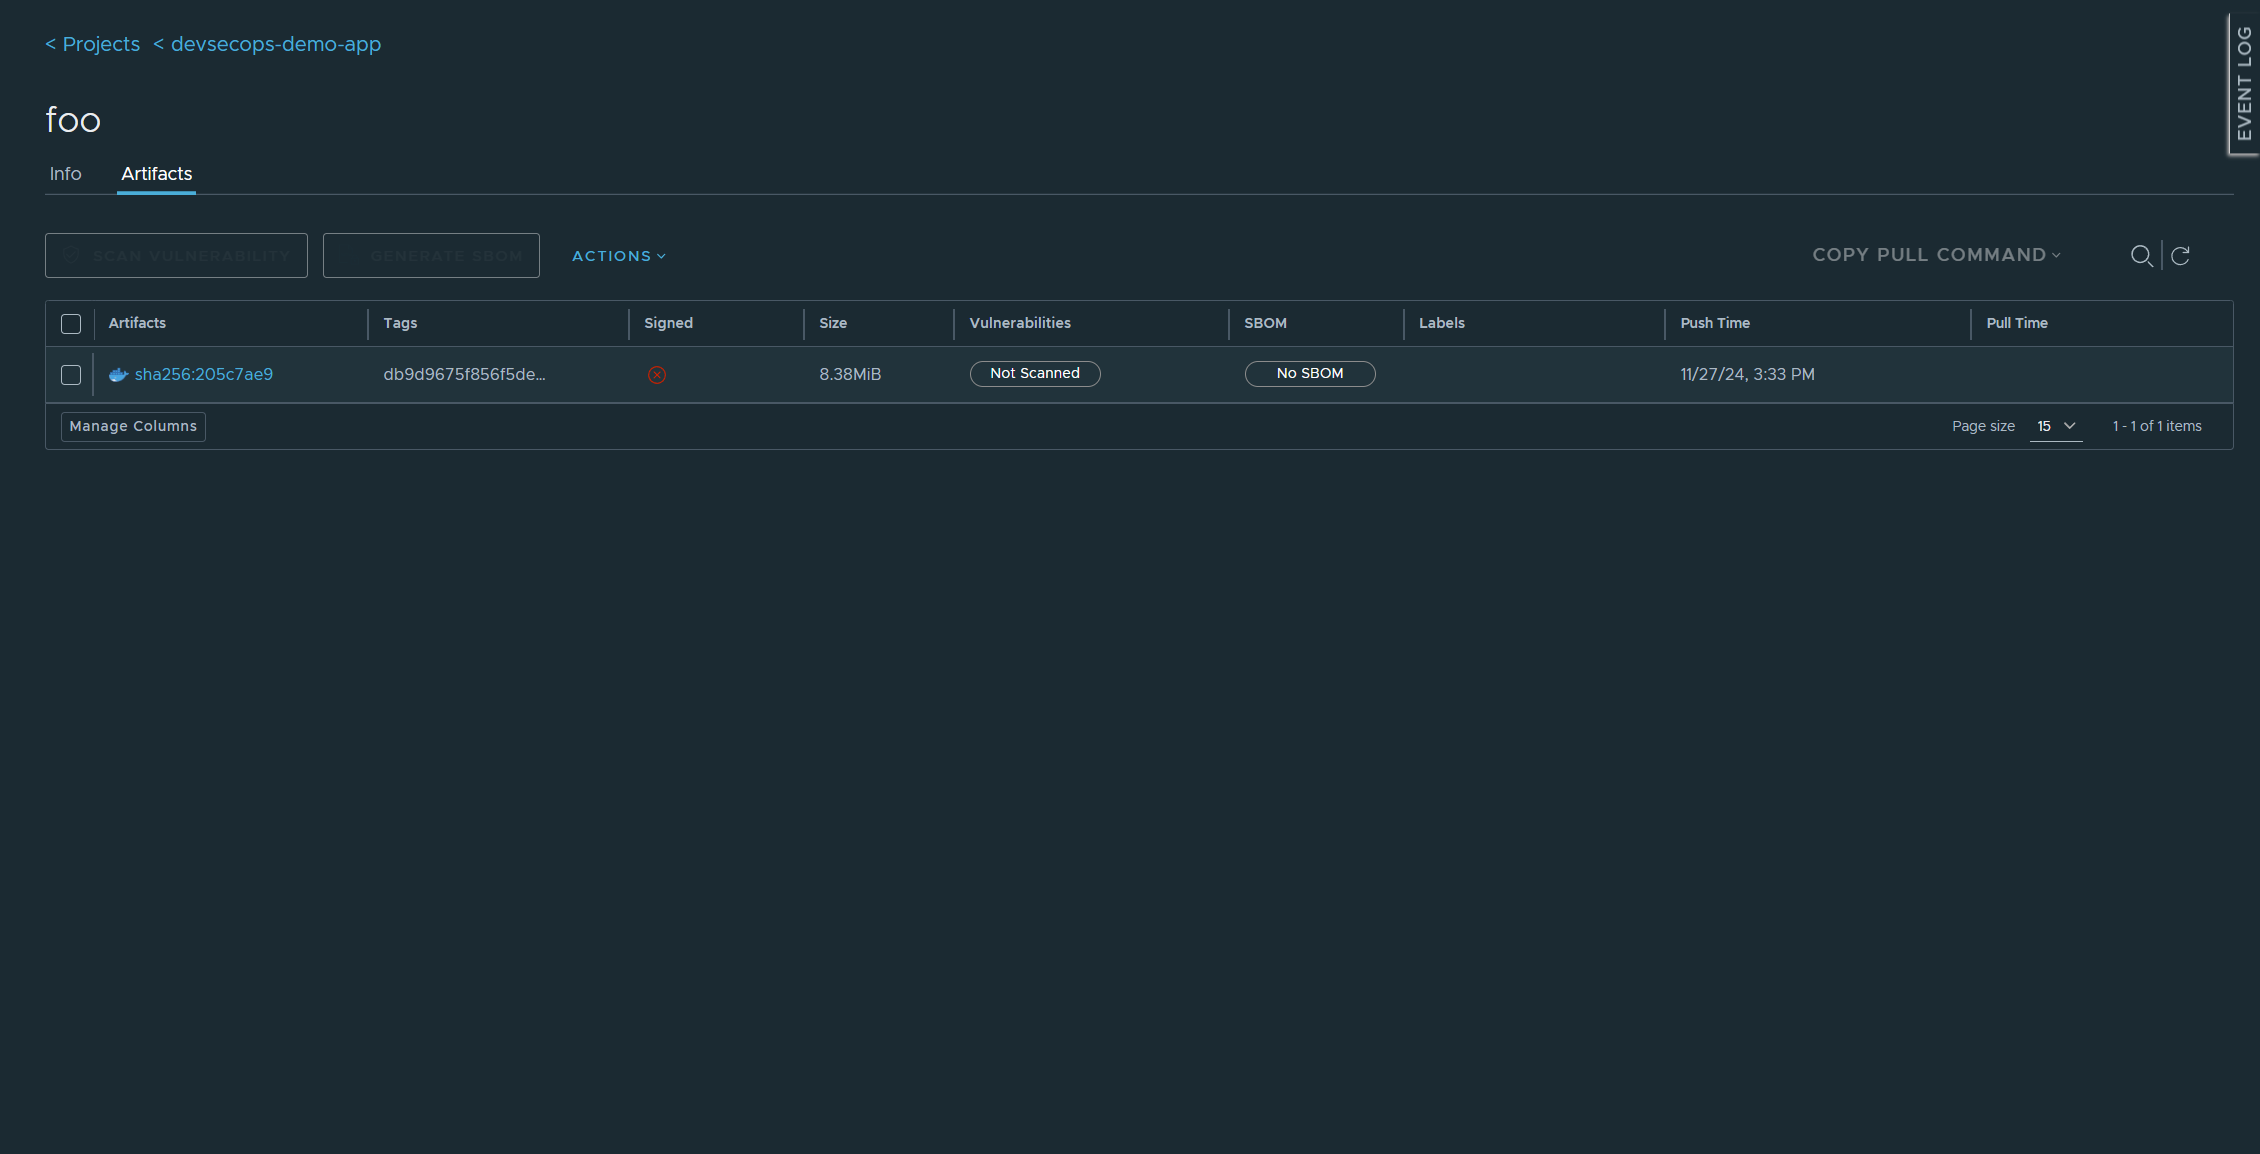 < Projects < devsecops-demo-app
EVENT LOG
foo
Info Artifacts
SCAN VULNERABILITY GENERATE SBOM ACTIONS COPY PULL COMMAND
Artifacts Tags Signed Size Vulnerabilities SBOM Labels Push Time Pull Time
sha256:205c7ae9 db9d9675f856f5de... 8.38MiB Not Scanned No SBOM 11/27/24, 3:33 PM
Manage Columns Page size 15 1 - 1 of 1 items